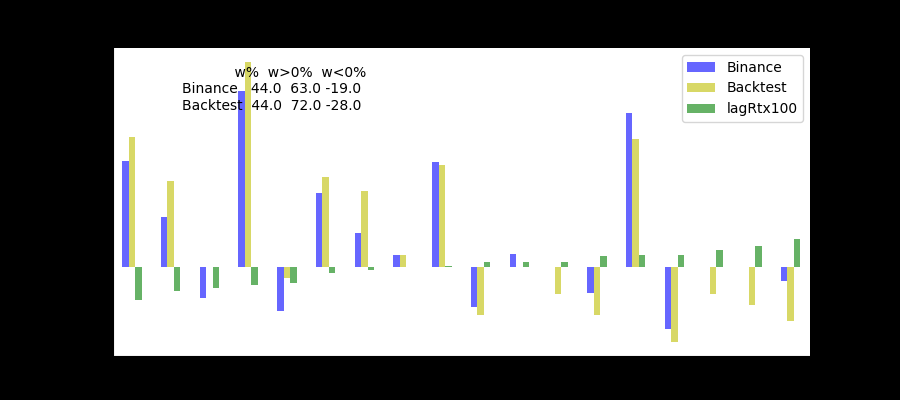 w%  w>0%  w<0%
Binance   44.0  63.0 -19.0
Backtest  44.0  72.0 -28.0
Binance
Backtest
lagRtx100